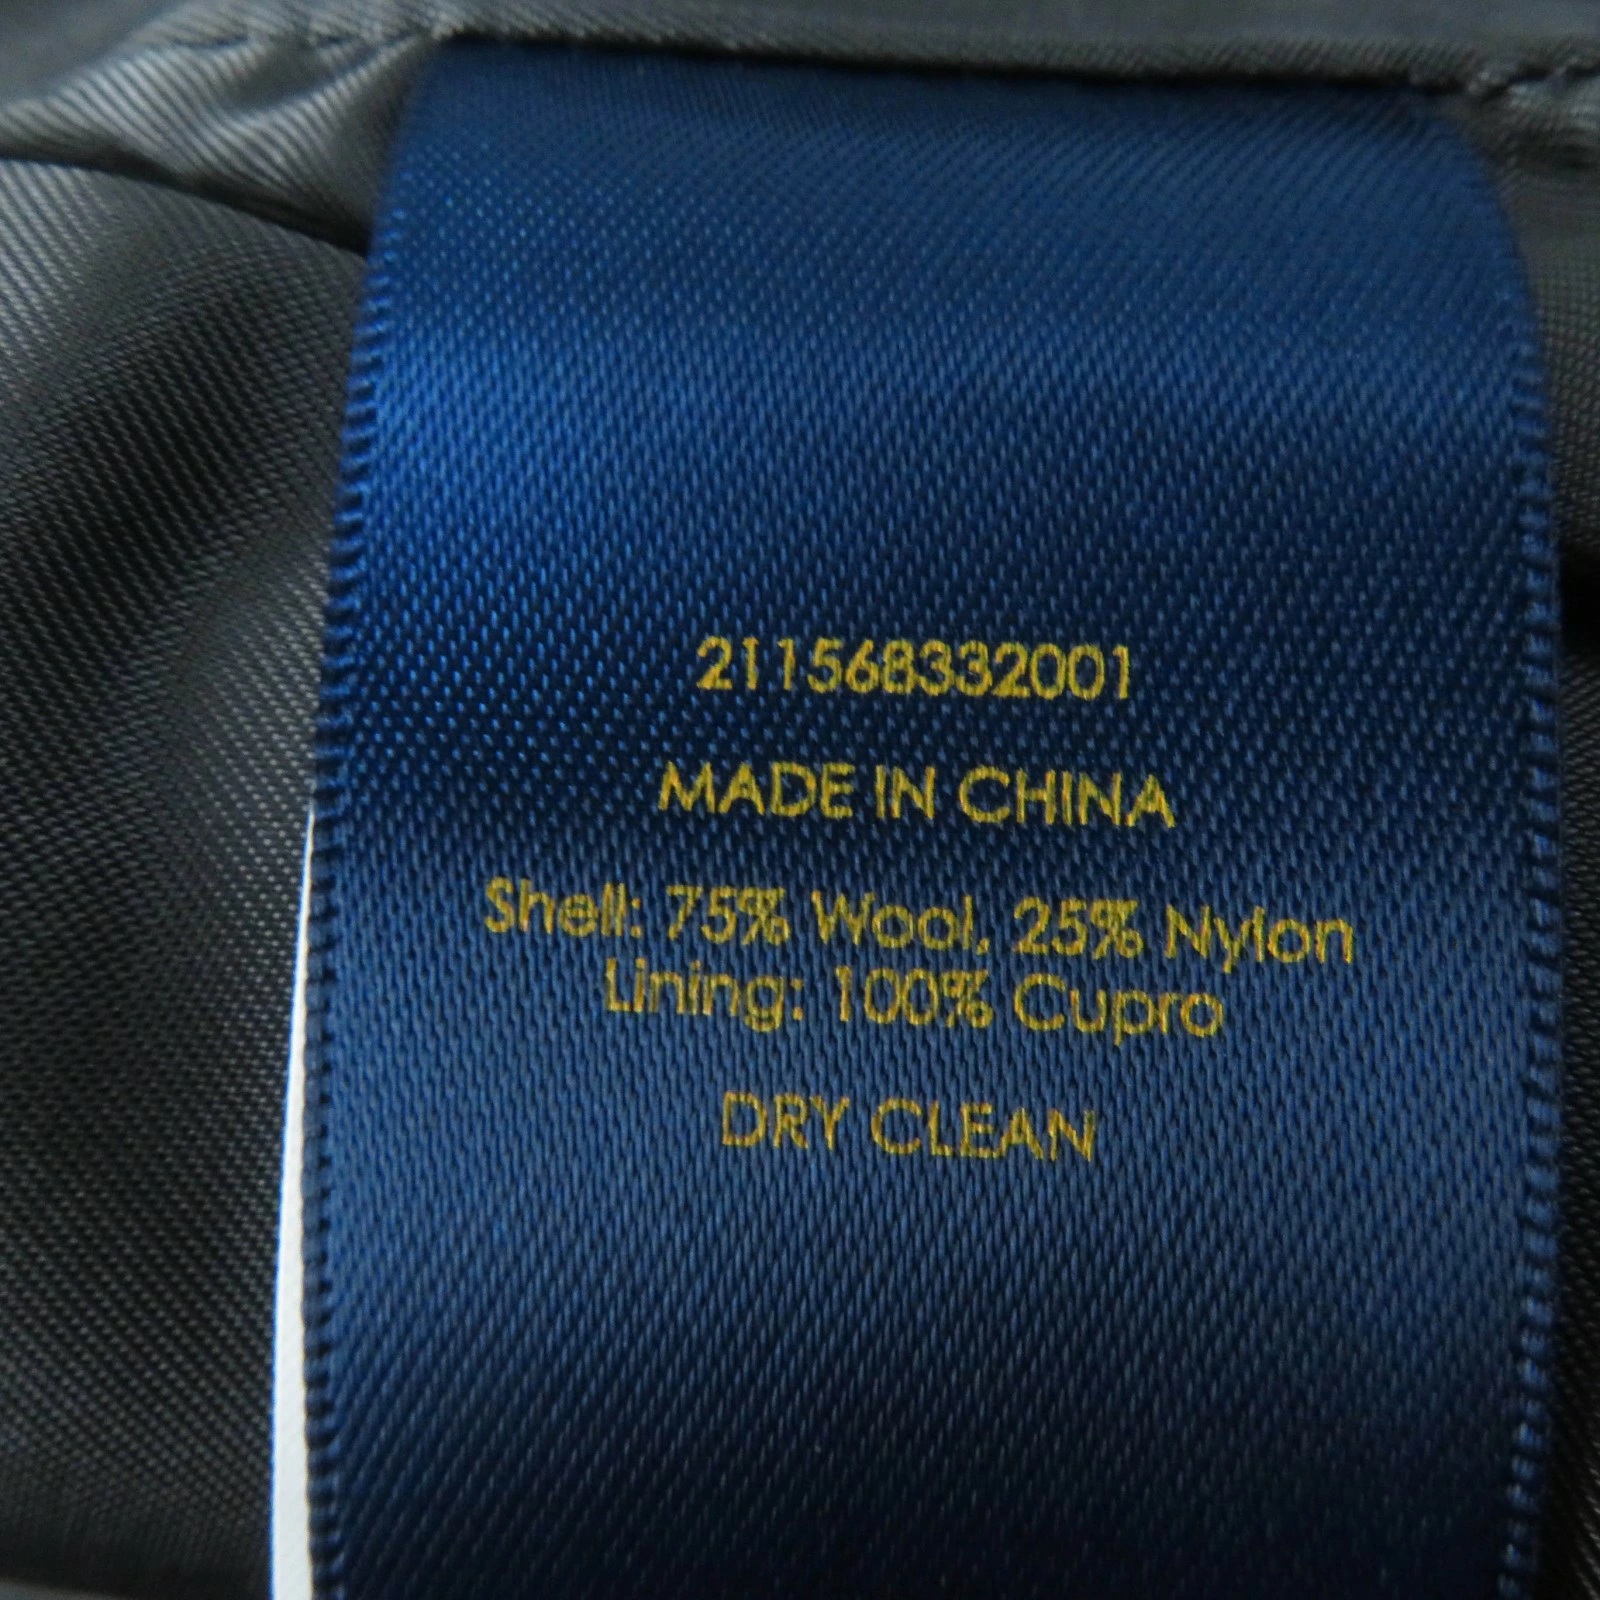 211568332001
MADE IN CHINA
Shell: 75% Wool, 25% Nylon
Lining: 100% Cupro
DRY CLEAN